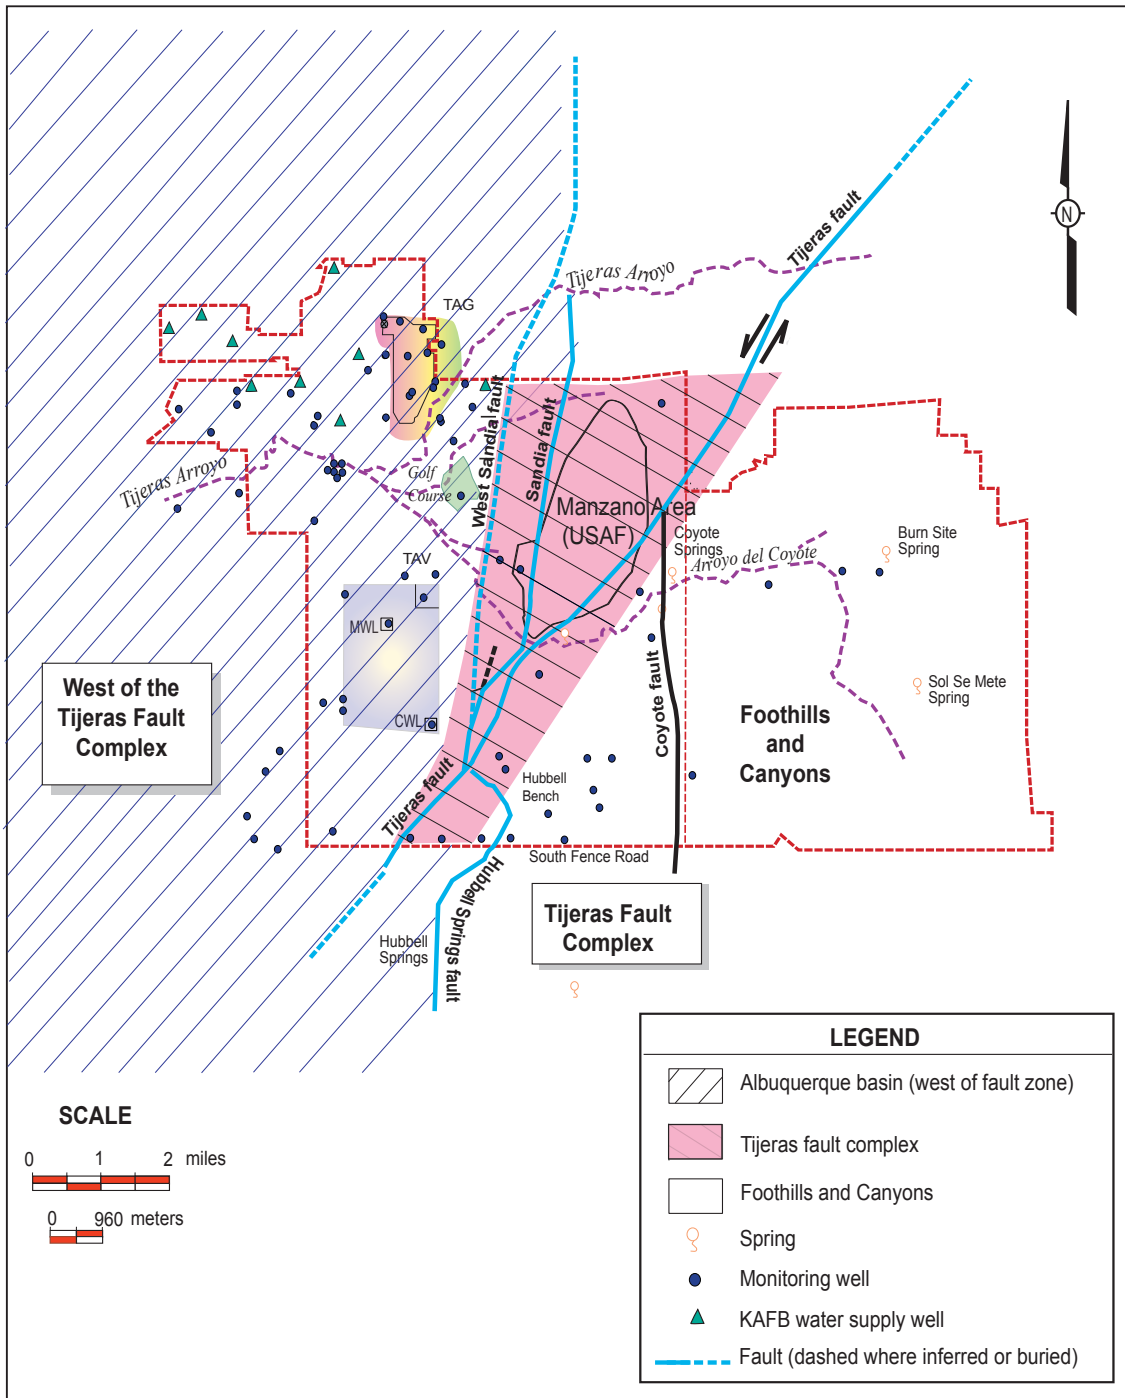 N
Tijeras fault
Tijeras Arroyo
TAG
West Sandia fault
Sandia fault
Tijeras Arroyo
Golf
Course
Manzano Area
(USAF)
Coyote
Springs
Arroyo del Coyote
Burn Site
Spring
TAV
MWL
CWL
West of the
Tijeras Fault
Complex
Sol Se Mete
Spring
Coyote fault
Foothills
and
Canyons
Tijeras fault
Hubbell
Bench
South Fence Road
Hubbell Springs fault
Hubbell
Springs
Tijeras Fault
Complex
SCALE
0 1 2 miles
0 960 meters
LEGEND
Albuquerque basin (west of fault zone)
Tijeras fault complex
Foothills and Canyons
Spring
Monitoring well
KAFB water supply well
Fault (dashed where inferred or buried)